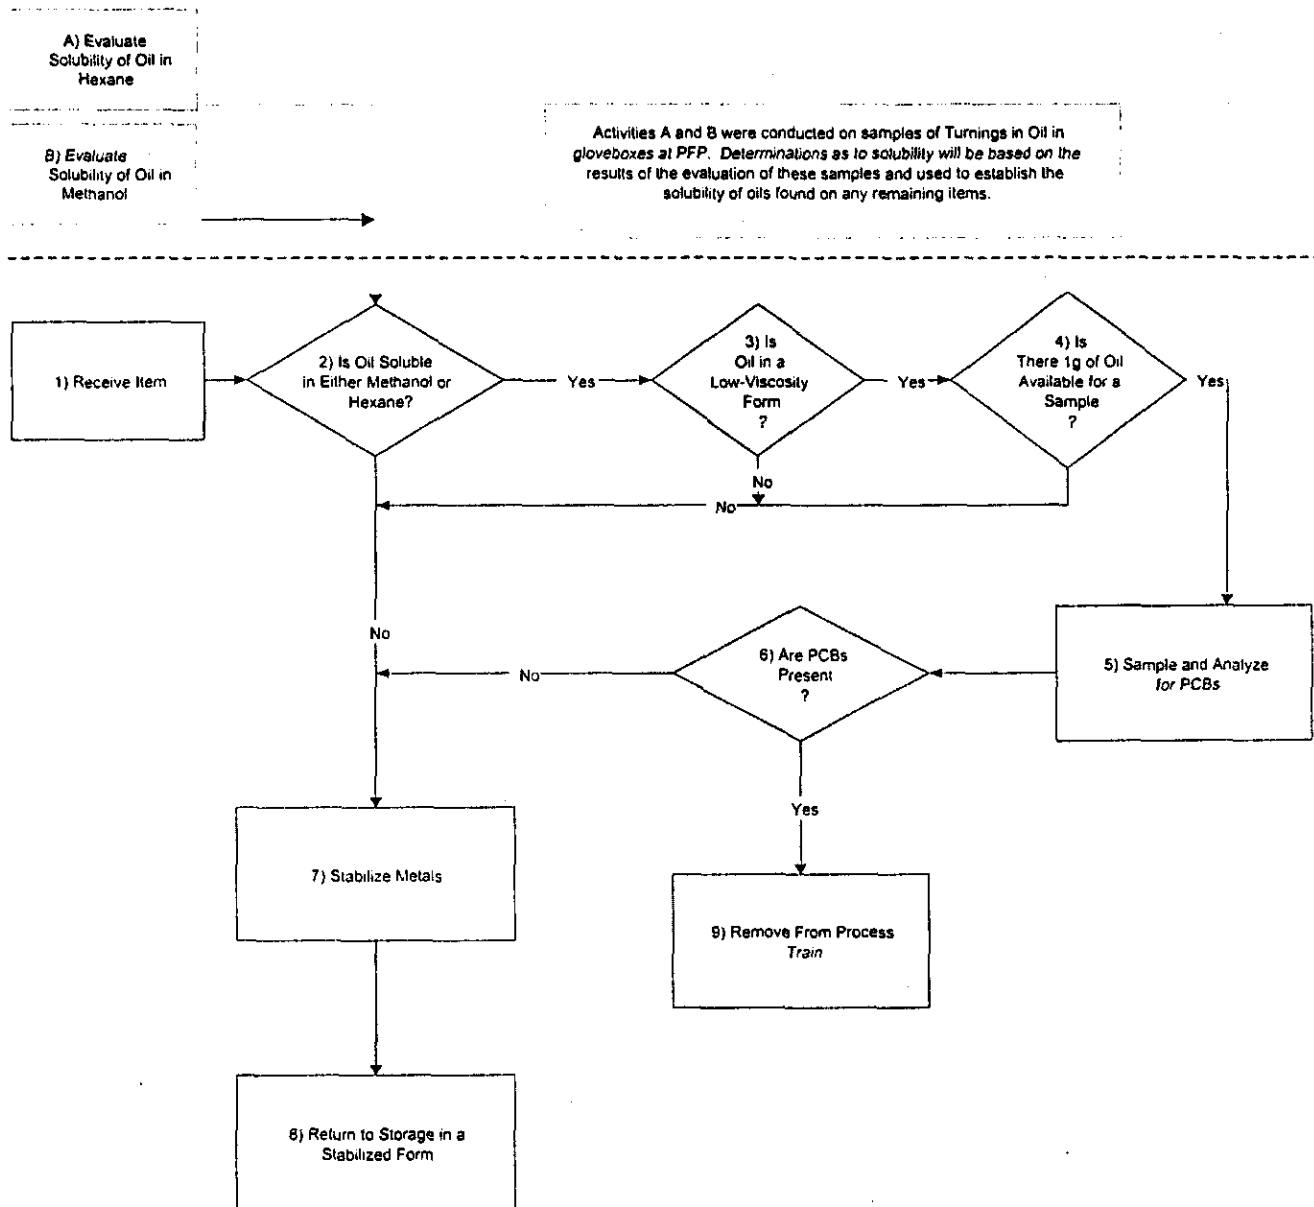 A) Evaluate
Solubility of Oil in
Hexane
B) Evaluate
Solubility of Oil in
Methanol
Activities A and B were conducted on samples of Turnings in Oil in
gloveboxes at PFP. Determinations as to solubility will be based on the
results of the evaluation of these samples and used to establish the
solubility of oils found on any remaining items.
1) Receive Item
2) Is Oil Soluble
in Either Methanol or
Hexane?
Yes
3) Is
Oil in a
Low-Viscosity
Form
?
Yes
4) Is
There 1g of Oil
Available for a
Sample
?
Yes
No
No
No
No
6) Are PCBs
Present
?
5) Sample and Analyze
for PCBs
Yes
7) Stabilize Metals
9) Remove From Process
Train
8) Return to Storage in a
Stabilized Form